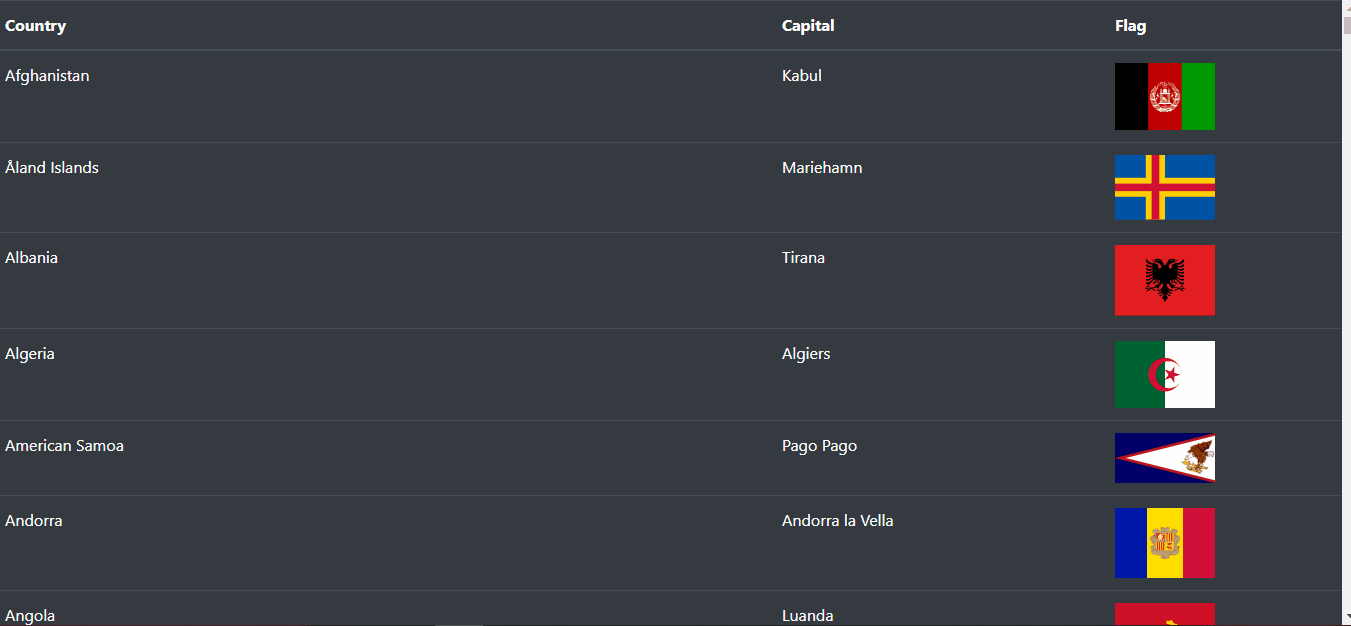 Country Capital Flag
Afghanistan Kabul
Åland Islands Mariehamn
Albania Tirana
Algeria Algiers
American Samoa Pago Pago
Andorra Andorra la Vella
Angola Luanda